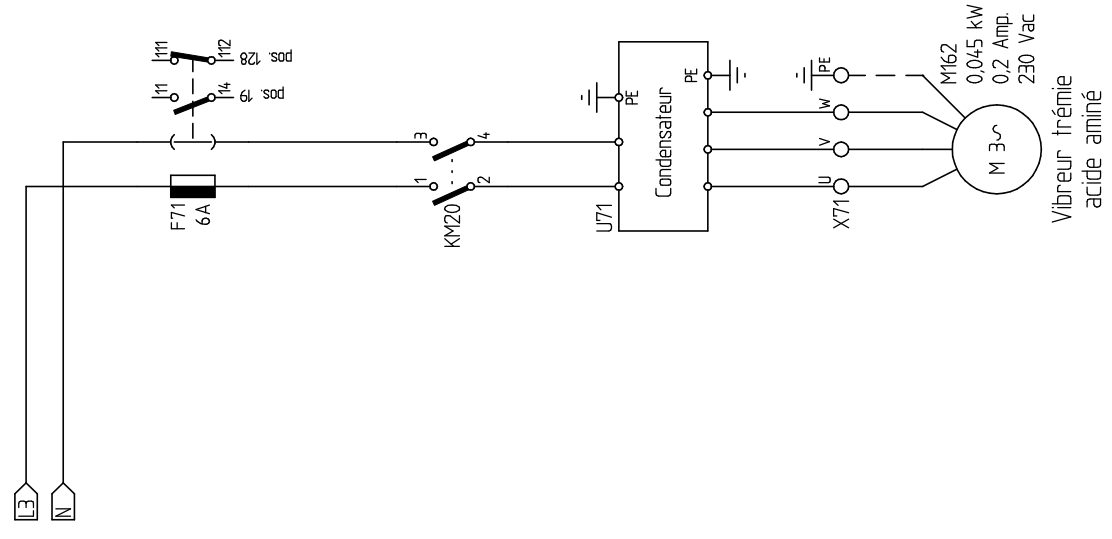 111
112
pos. 128
11
14
pos. 19
F71
6A
3
4
1
2
KM20
PE
PE
Condensateur
U71
PE
W
V
U
X71
M162
0,045 kW
0,2 Amp.
230 Vac
M 3~
Vibreur trémie
acide aminé
L3
N